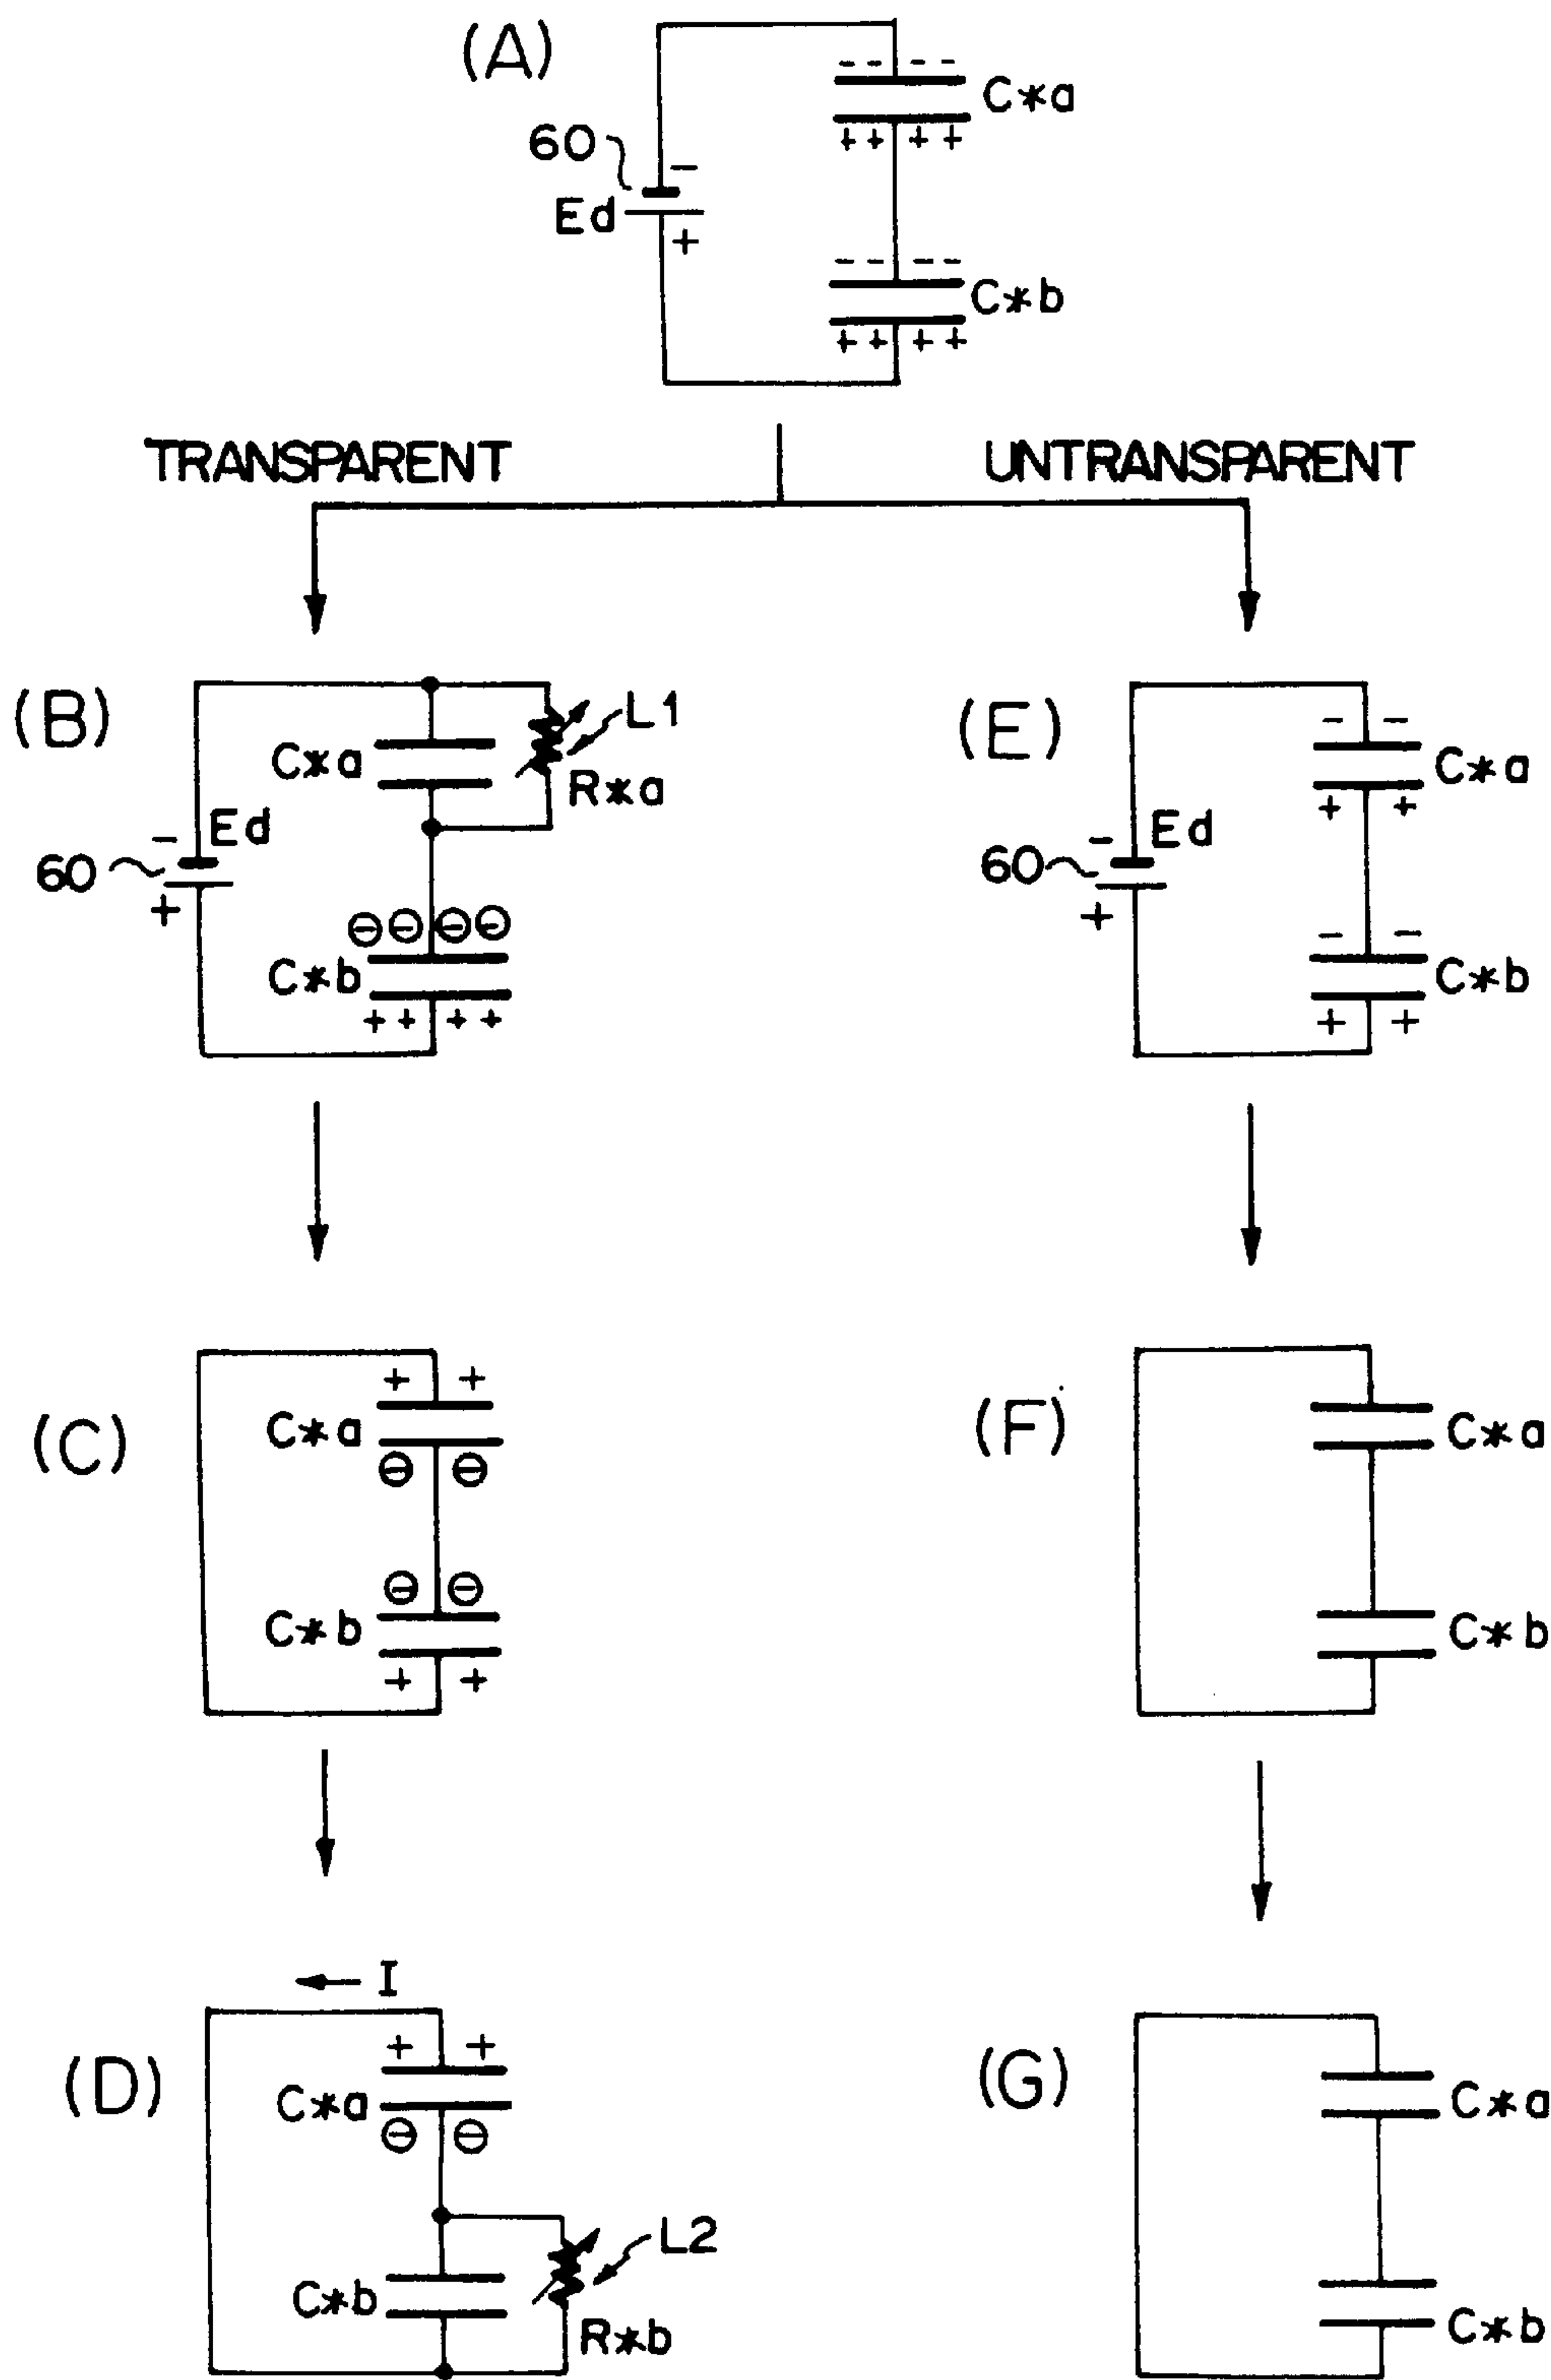 (A)
- - - -
C*a
+ + + +
60
-
Ed
+
- - - -
C*b
+ + + +
TRANSPARENT
UNTRANSPARENT
(B)
L1
C*a
R*a
- Ed
60
+
⊖ ⊖ ⊖ ⊖
C*b
+ + + +
(E)
- -
C*a
+ +
- Ed
60
+
- -
C*b
+ +
(C)
+ +
C*a
⊖ ⊖
⊖ ⊖
C*b
+ +
(F)
C*a
C*b
(D)
← I
+ +
C*a
⊖ ⊖
L2
C*b
R*b
(G)
C*a
C*b